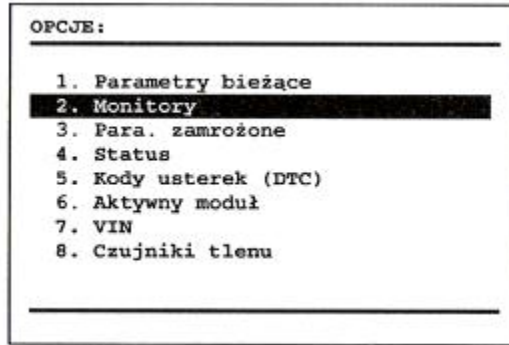 OPCJE:
1. Parametry bieżące
2. Monitory
3. Para. zamrożone
4. Status
5. Kody usterek (DTC)
6. Aktywny moduł
7. VIN
8. Czujniki tlenu